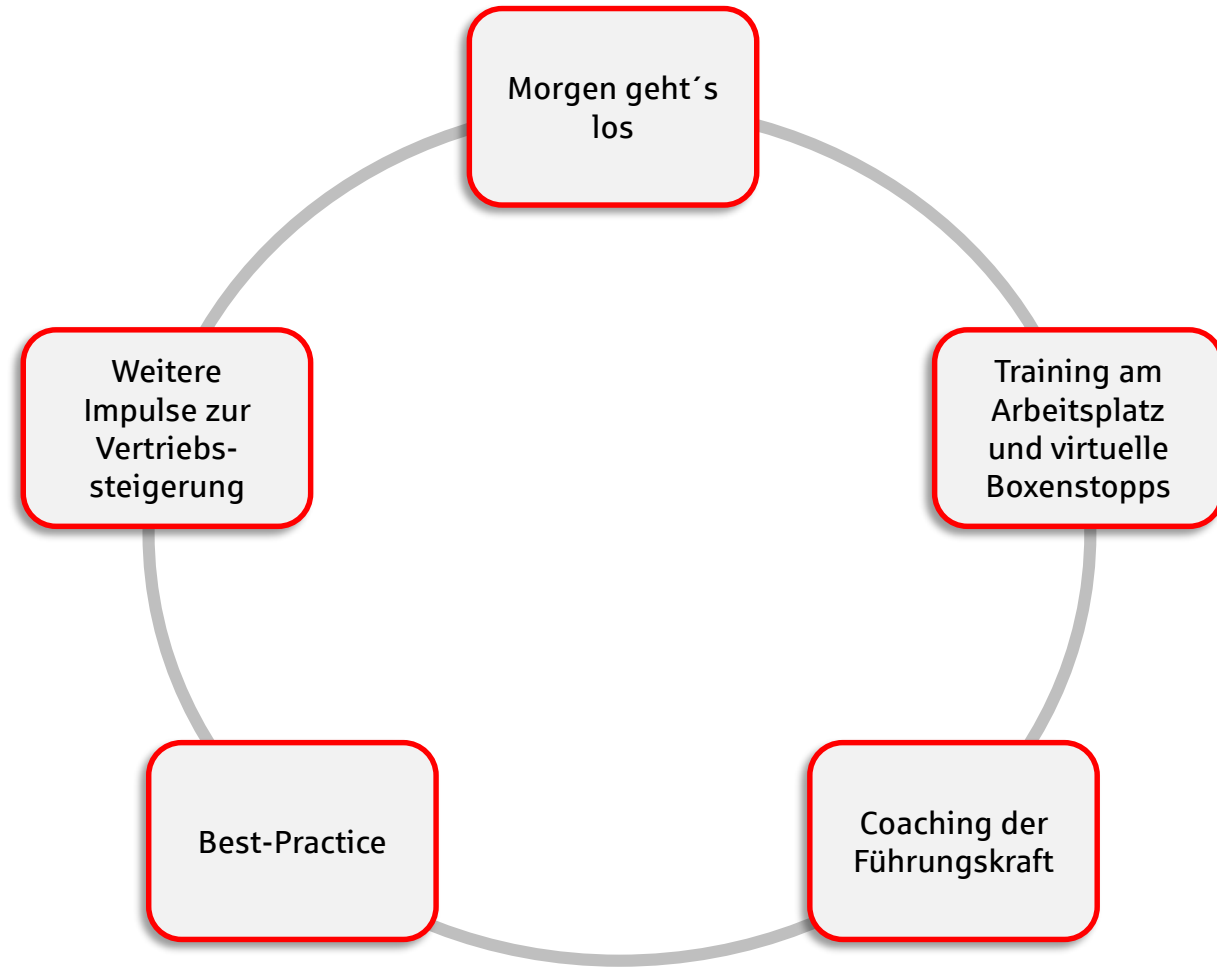 Morgen geht´s
los
Training am
Arbeitsplatz
und virtuelle
Boxenstopps
Coaching der
Führungskraft
Best-Practice
Weitere
Impulse zur
Vertriebs-
steigerung